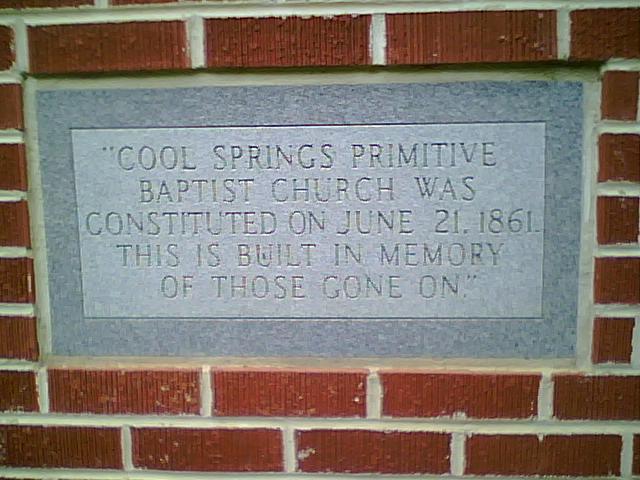 "COOL SPRINGS PRIMITIVE
BAPTIST CHURCH WAS
CONSTITUTED ON JUNE 21, 1861.
THIS IS BUILT IN MEMORY
OF THOSE GONE ON."